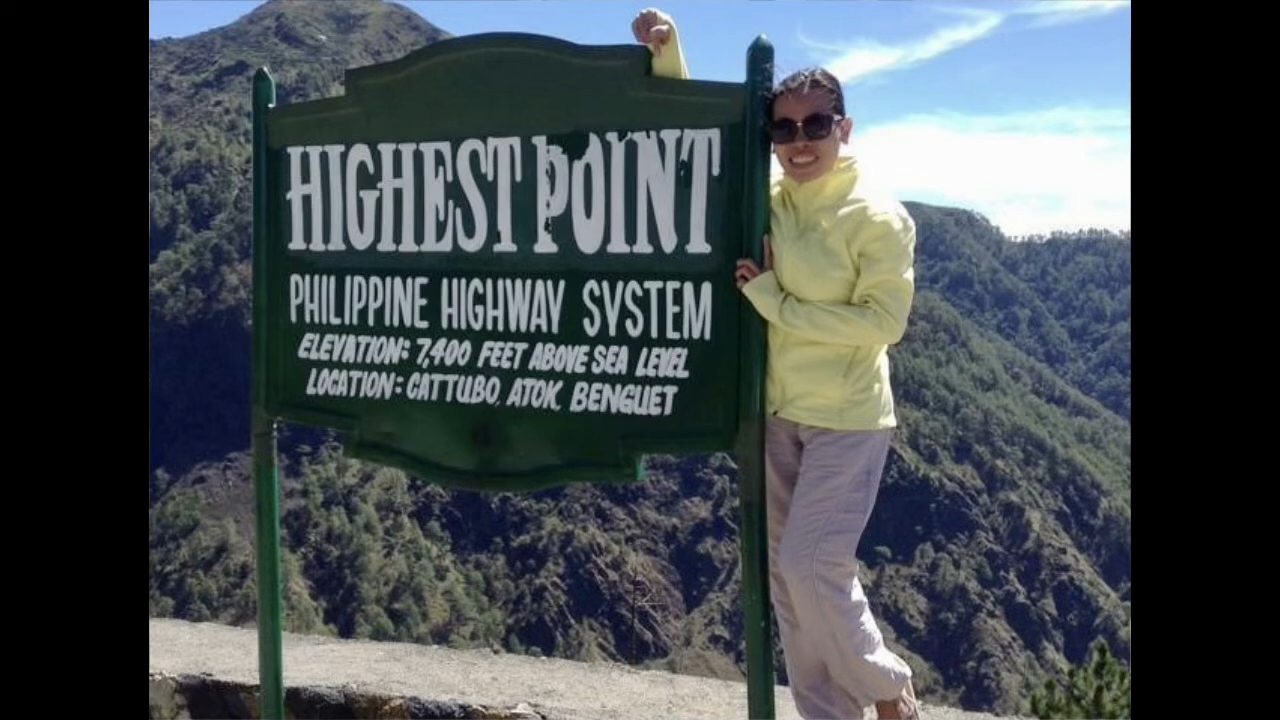 HIGHEST POINT
PHILIPPINE HIGHWAY SYSTEM
ELEVATION: 7,400 FEET ABOVE SEA LEVEL
LOCATION: CATTUBO, ATOK, BENGUET